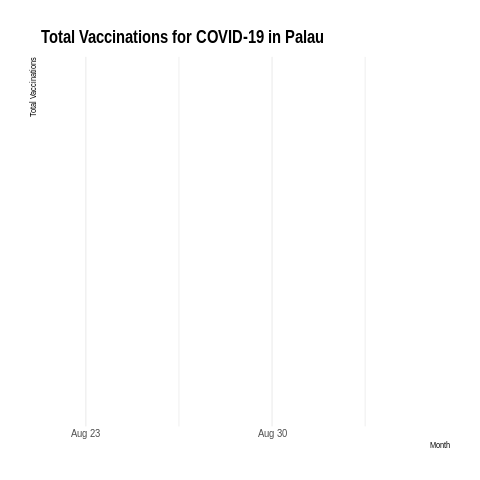 Total Vaccinations for COVID-19 in Palau
Total Vaccinations
Aug 23
Aug 30
Month